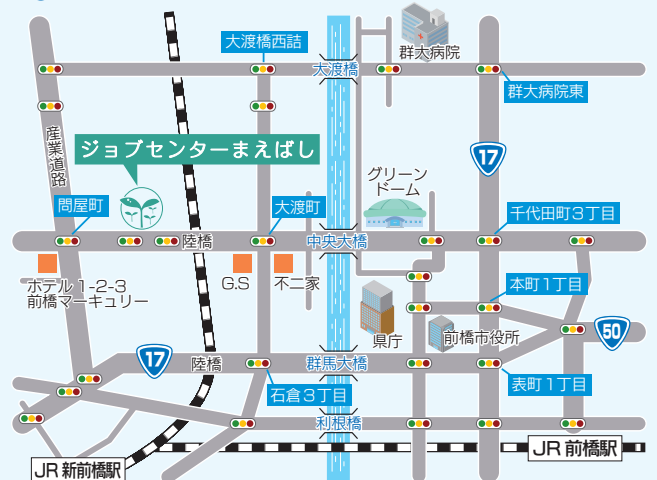 大渡橋西詰
群大病院
大渡橋
群大病院東
産業道路
ジョブセンターまえばし
17
グリーン
ドーム
問屋町
大渡町
千代田町3丁目
陸橋
中央大橋
ホテル1-2-3
前橋マーキュリー
G.S
不二家
本町1丁目
県庁
前橋市役所
50
17
陸橋
群馬大橋
表町1丁目
石倉3丁目
利根橋
JR 前橋駅
JR 新前橋駅